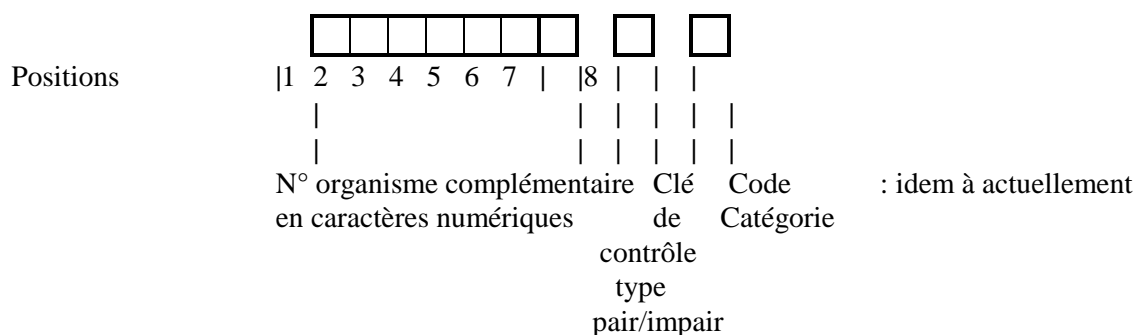 Positions |1 2 3 4 5 6 7 | |8 | | |
| | | | | |
| | | | | |
N° organisme complémentaire Clé Code : idem à actuellement
en caractères numériques de Catégorie
contrôle
type
pair/impair